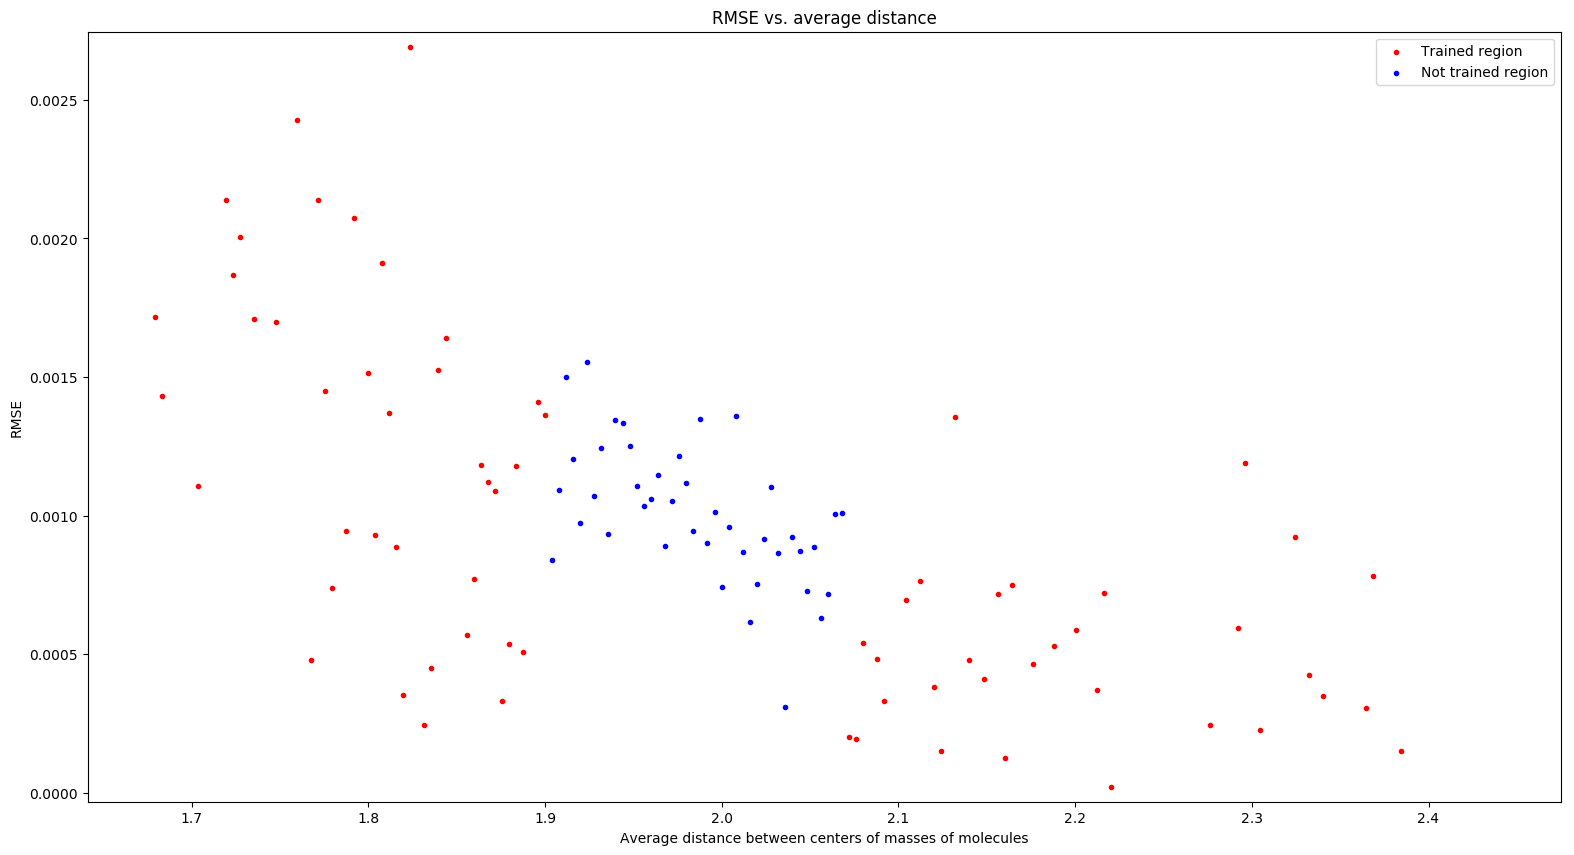 RMSE vs. average distance
Trained region
Not trained region
RMSE
0.0025
0.0020
0.0015
0.0010
0.0005
0.0000
1.7 1.8 1.9 2.0 2.1 2.2 2.3 2.4
Average distance between centers of masses of molecules